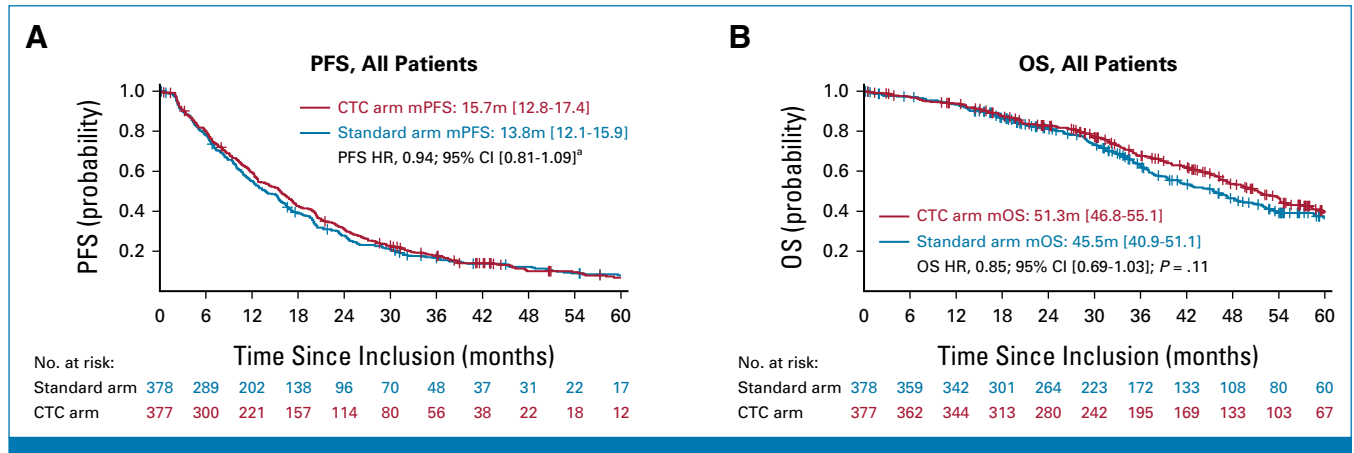 A
PFS, All Patients
PFS (probability)
1.0
0.8
0.6
0.4
0.2
CTC arm mPFS: 15.7m [12.8-17.4]
Standard arm mPFS: 13.8m [12.1-15.9]
PFS HR, 0.94; 95% CI [0.81-1.09]a
0 6 12 18 24 30 36 42 48 54 60
Time Since Inclusion (months)
No. at risk:
Standard arm 378 289 202 138 96 70 48 37 31 22 17
CTC arm 377 300 221 157 114 80 56 38 22 18 12
B
OS, All Patients
OS (probability)
1.0
0.8
0.6
0.4
0.2
CTC arm mOS: 51.3m [46.8-55.1]
Standard arm mOS: 45.5m [40.9-51.1]
OS HR, 0.85; 95% CI [0.69-1.03]; P = .11
0 6 12 18 24 30 36 42 48 54 60
Time Since Inclusion (months)
No. at risk:
Standard arm 378 359 342 301 264 223 172 133 108 80 60
CTC arm 377 362 344 313 280 242 195 169 133 103 67